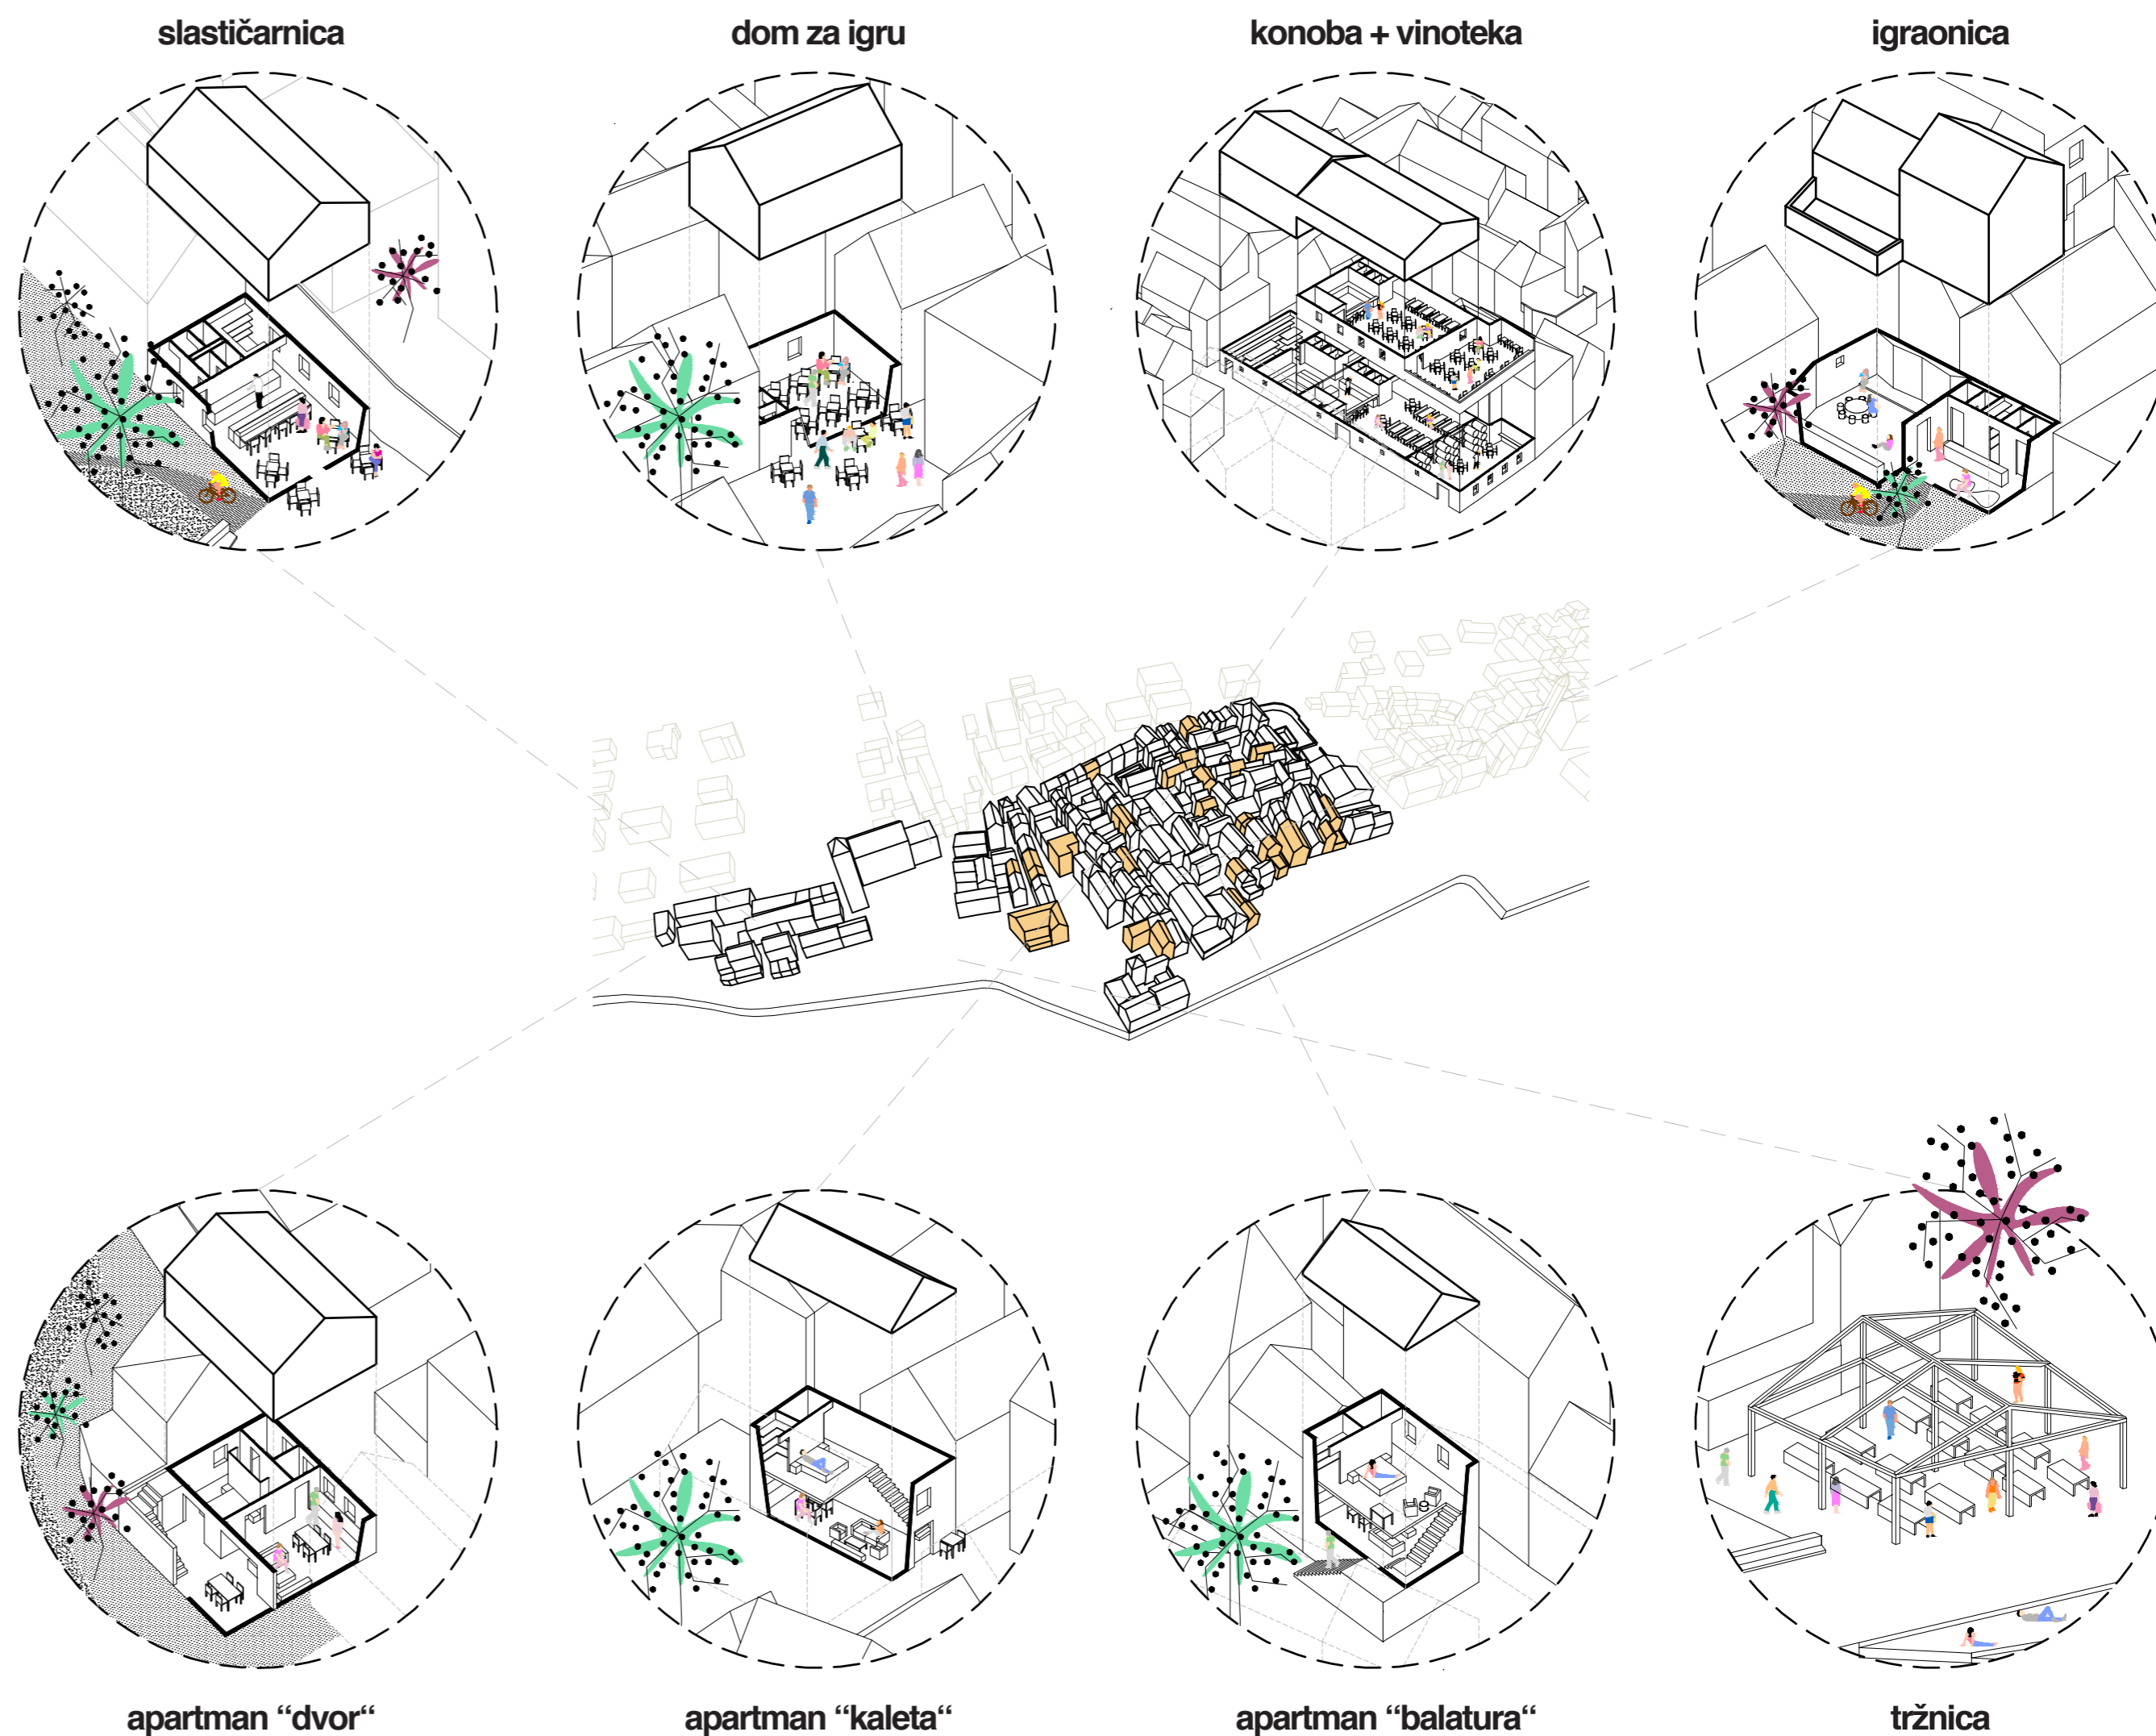 slastičarnica
dom za igru
konoba + vinoteka
igraonica
apartman “dvor“
apartman “kaleta“
apartman “balatura“
tržnica